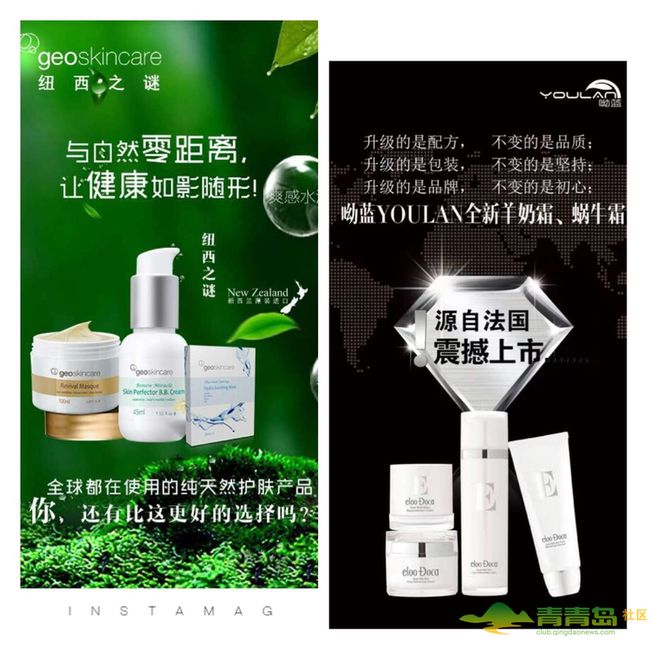 geoskincare
纽西之谜
与自然零距离，
让健康如影随形！
爽感水
纽西之谜
New Zealand
新西兰原装进口
geoskincare
Revival Masque
100ml
geoskincare
Renew Miracle
Skin Perfector B.B. Cream
45ml
geoskincare
全球都在使用的纯天然护肤产品
你，还有比这更好的选择吗？
INSTAMAG
YOULAN
呦蓝
升级的是配方， 不变的是品质；
升级的是包装， 不变的是坚持；
升级的是品牌， 不变的是初心；
呦蓝YOULAN全新羊奶霜、蜗牛霜
源自法国
震撼上市
E
eloo Doca
eloo Doca
E
eloo Doca
E
eloo Doca
青青岛社区
club.qingdaonews.com